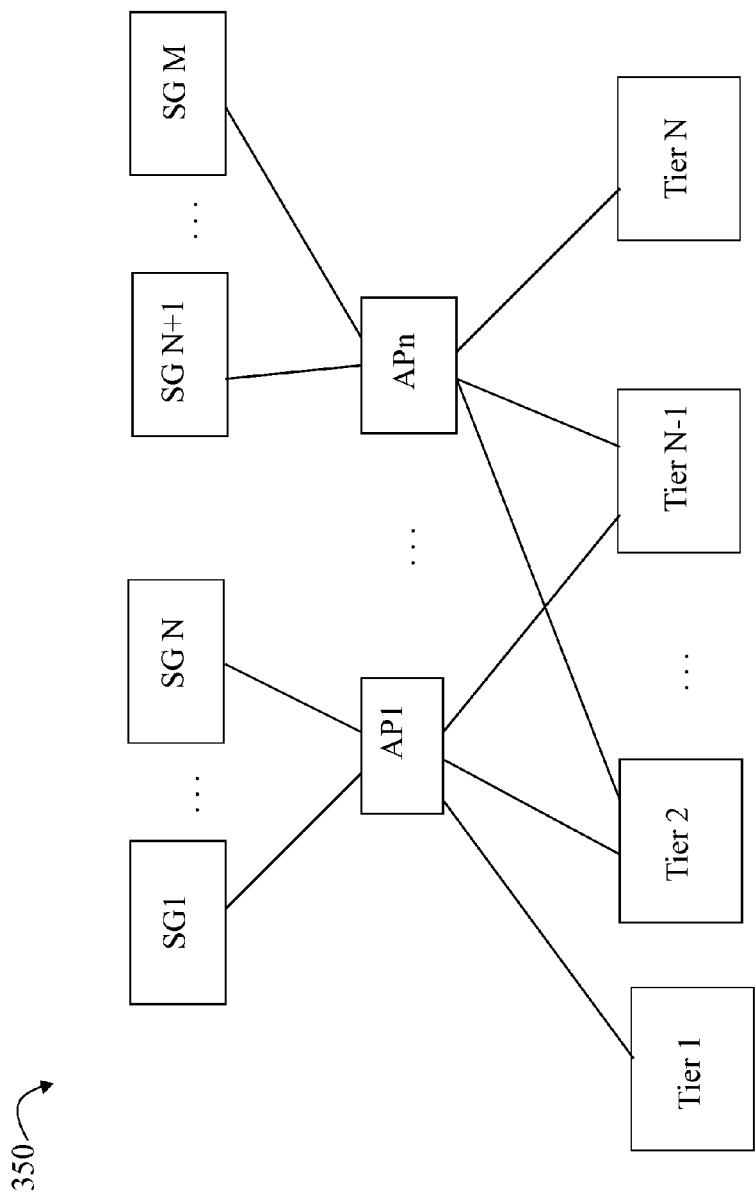 350
SG1
. . .
SG N
SG N+1
. . .
SG M
AP1
. . .
APn
Tier 1
Tier 2
. . .
Tier N-1
Tier N